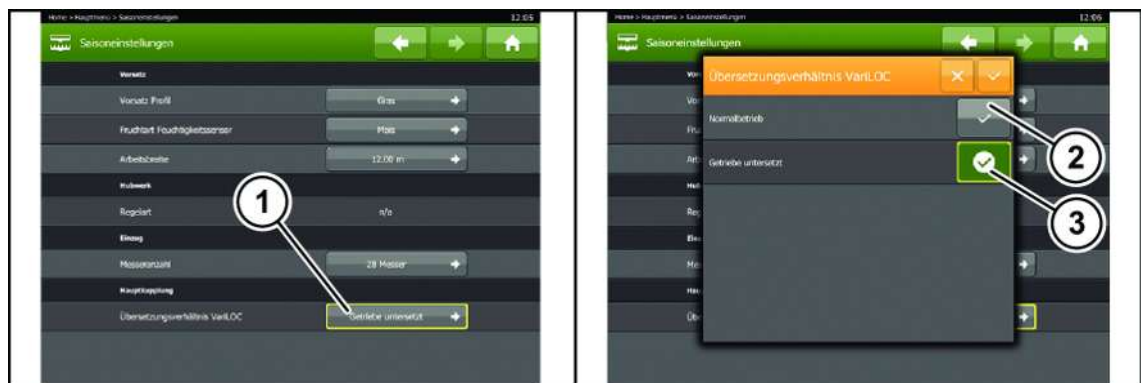 Home > Hauptmenü > Saisoneinstellungen 12:05
Saisoneinstellungen
Vorsatz
Vorsatz Profil Gras
Fruchtart Feuchtigkeitssensor Mais
Arbeitsbreite 12.00 m
Hubwerk
Regelart n/a
Einzug
Messeranzahl 28 Messer
Hauptkupplung
Übersetzungsverhältnis VariLOC Getriebe untersetzt
1
Home > Hauptmenü > Saisoneinstellungen 12:06
Saisoneinstellungen
Übersetzungsverhältnis VariLOC
Normalbetrieb
Getriebe untersetzt
2
3